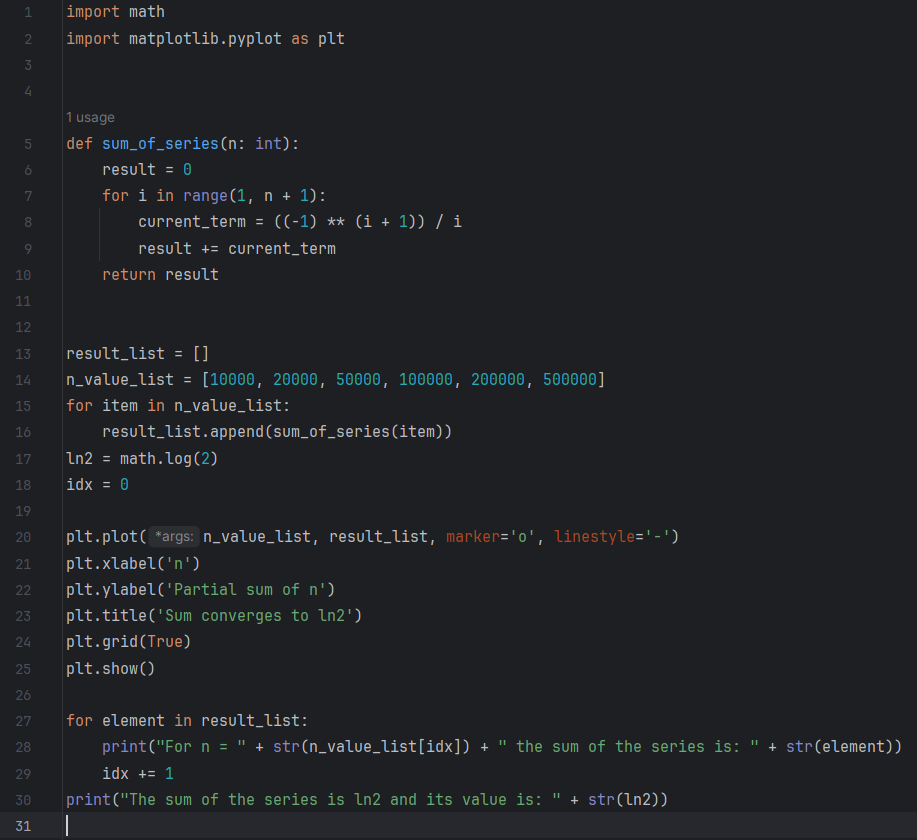 1 import math
2 import matplotlib.pyplot as plt
3
4
1 usage
5 def sum_of_series(n: int):
6     result = 0
7     for i in range(1, n + 1):
8         current_term = ((-1) ** (i + 1)) / i
9         result += current_term
10     return result
11
12
13 result_list = []
14 n_value_list = [10000, 20000, 50000, 100000, 200000, 500000]
15 for item in n_value_list:
16     result_list.append(sum_of_series(item))
17 ln2 = math.log(2)
18 idx = 0
19
20 plt.plot( *args: n_value_list, result_list, marker='o', linestyle='-')
21 plt.xlabel('n')
22 plt.ylabel('Partial sum of n')
23 plt.title('Sum converges to ln2')
24 plt.grid(True)
25 plt.show()
26
27 for element in result_list:
28     print("For n = " + str(n_value_list[idx]) + " the sum of the series is: " + str(element))
29     idx += 1
30 print("The sum of the series is ln2 and its value is: " + str(ln2))
31